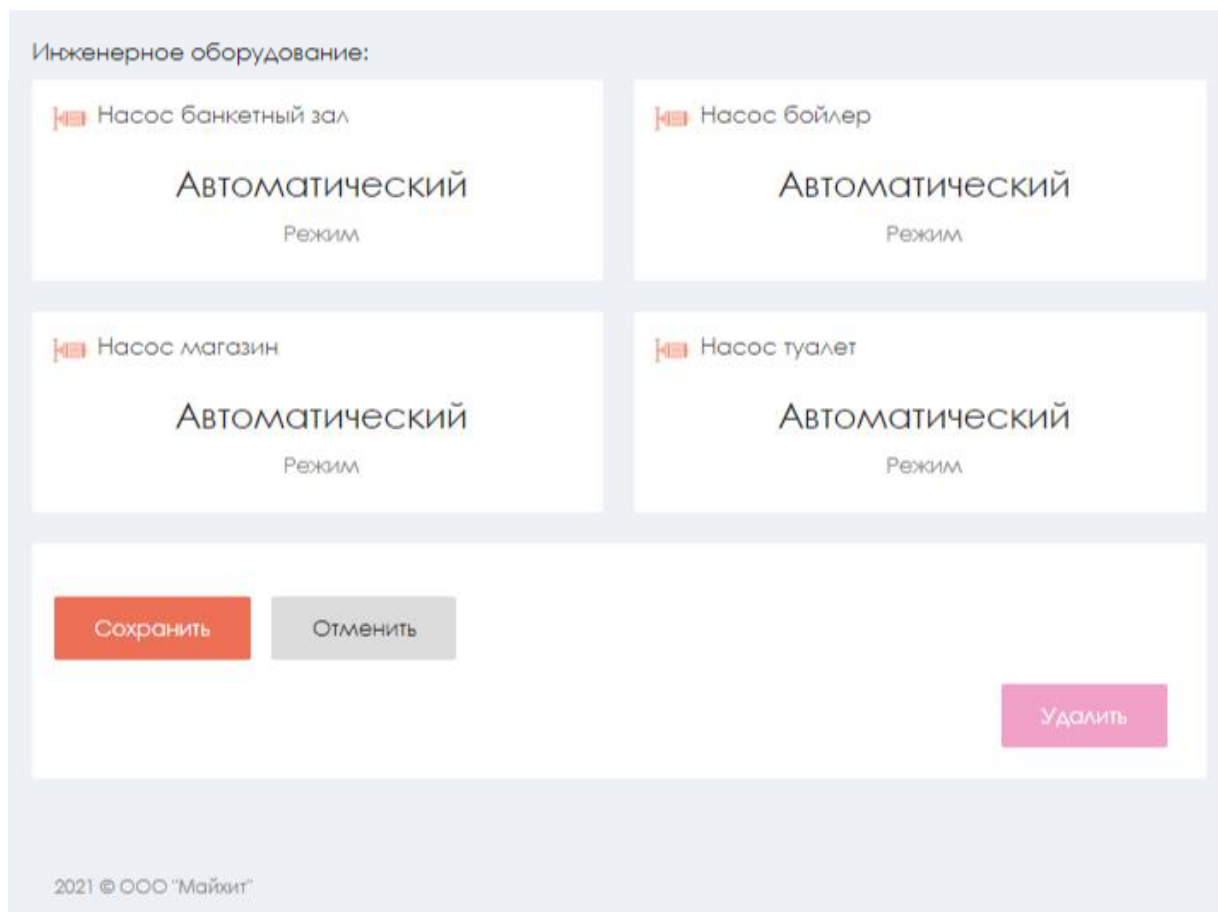 Инженерное оборудование:
Насос банкетный зал
Автоматический
Режим
Насос бойлер
Автоматический
Режим
Насос магазин
Автоматический
Режим
Насос туалет
Автоматический
Режим
Сохранить
Отменить
Удалить
2021 © ООО "Майхит"